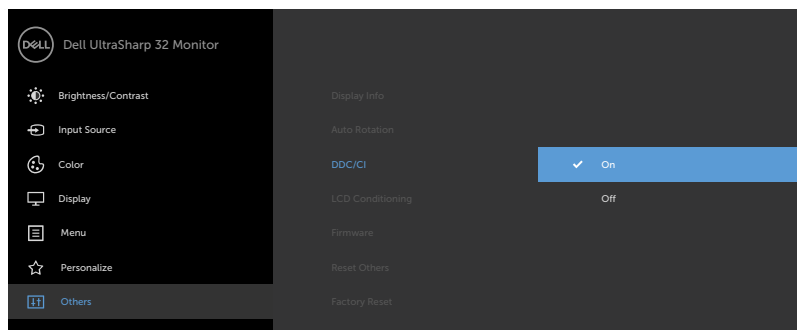 DELL
Dell UltraSharp 32 Monitor
Brightness/Contrast
Input Source
Color
Display
Menu
Personalize
Others
Display Info
Auto Rotation
DDC/CI
LCD Conditioning
Firmware
Reset Others
Factory Reset
On
Off